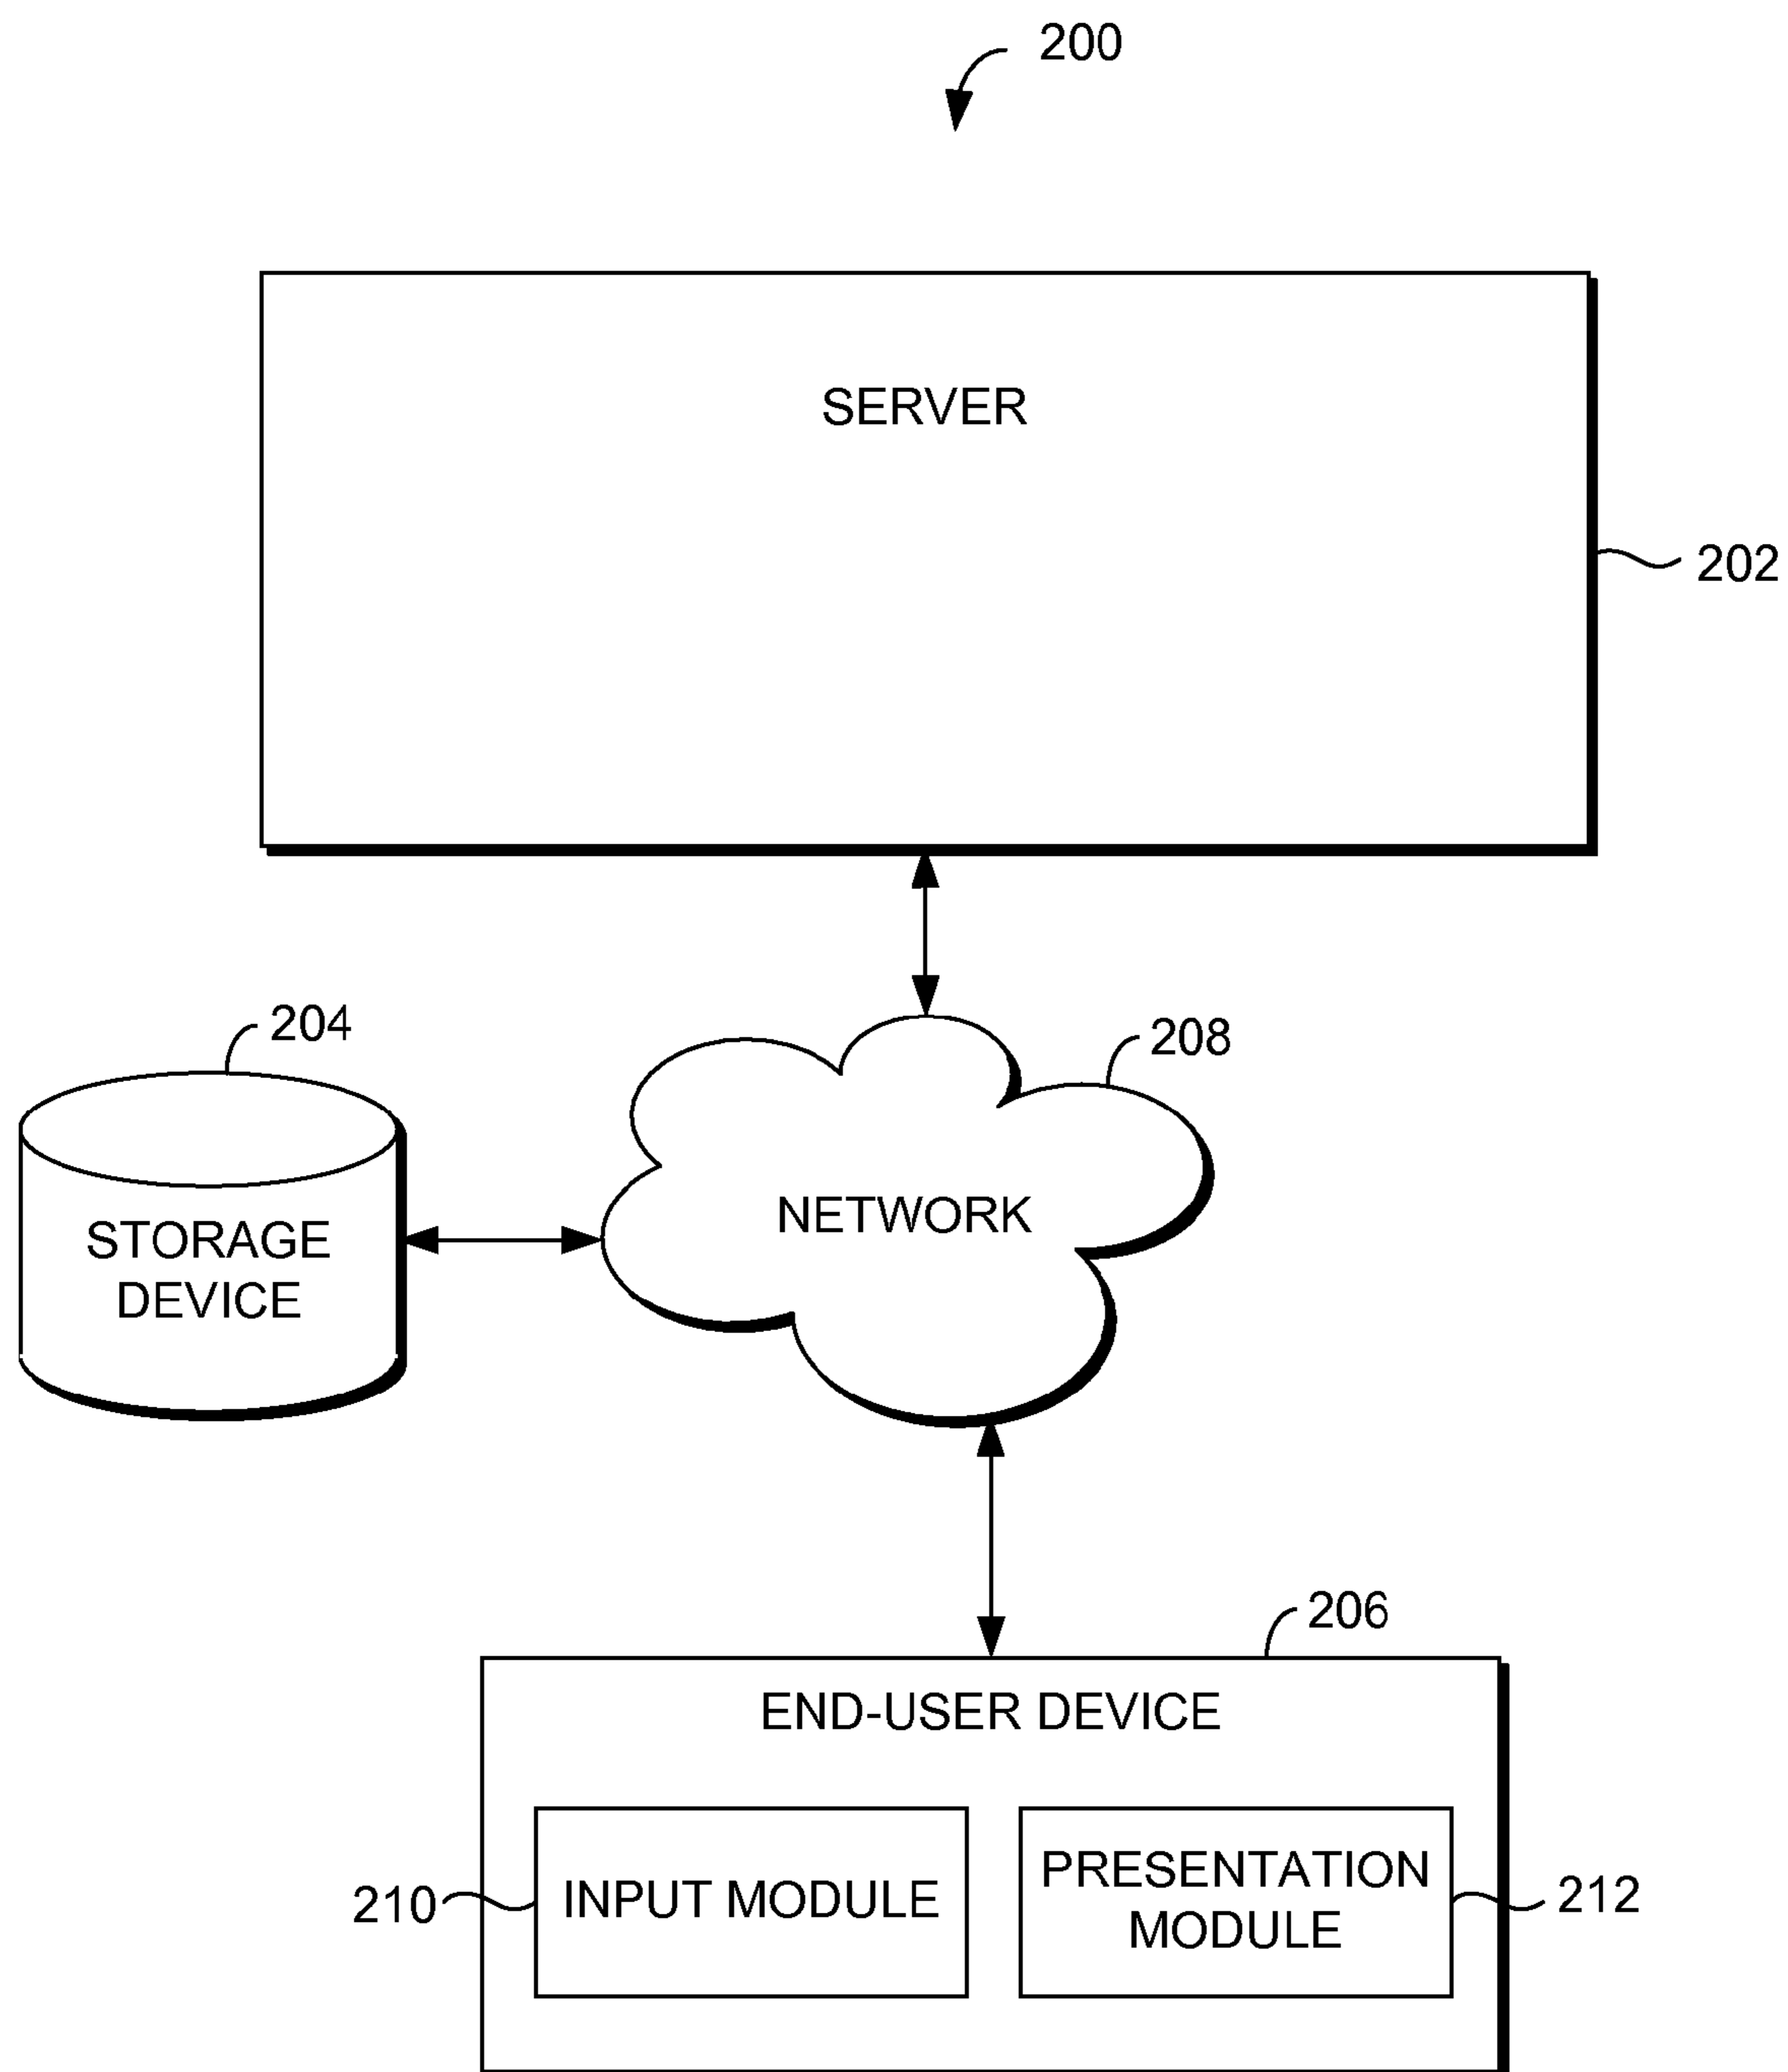 200
SERVER
202
204
208
NETWORK
STORAGE
DEVICE
206
END-USER DEVICE
210
INPUT MODULE
PRESENTATION
MODULE
212